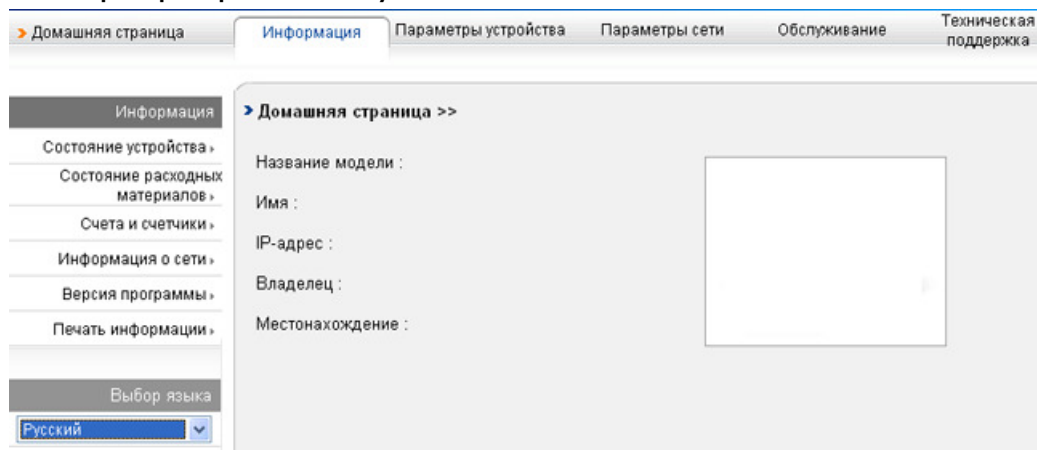 Домашняя страница
Информация
Параметры устройства
Параметры сети
Обслуживание
Техническая
поддержка
Информация
Состояние устройства
Состояние расходных
материалов
Счета и счетчики
Информация о сети
Версия программы
Печать информации
Выбор языка
Русский
Домашняя страница >>
Название модели :
Имя :
IP-адрес :
Владелец :
Местонахождение :